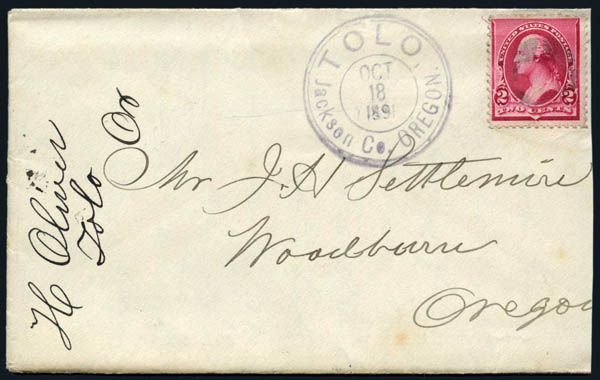 TOLO,
OCT
18
1891
Jackson Co. OREGON.
UNITED STATES POSTAGE
2 2
TWO CENTS
H Oliver
Tolo Or
Mr J. H Settlemire
Woodburn
Oregon